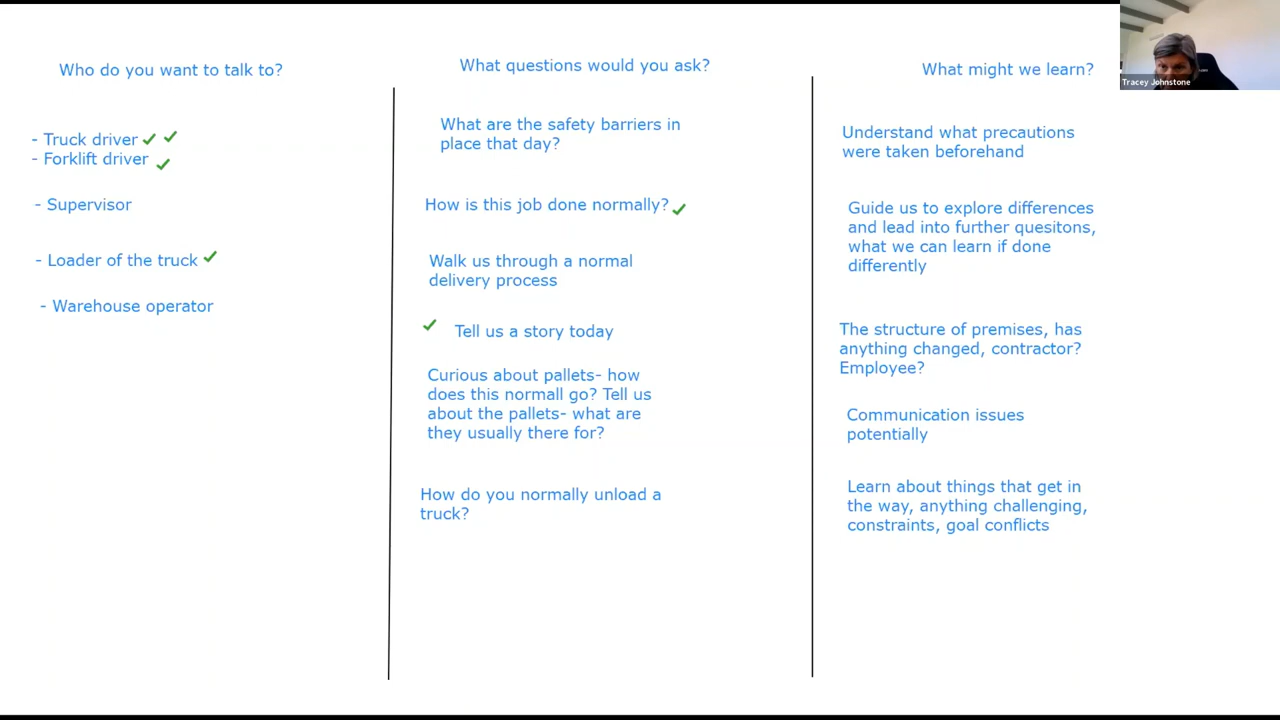 Who do you want to talk to?
- Truck driver
- Forklift driver
- Supervisor
- Loader of the truck
- Warehouse operator
What questions would you ask?
What are the safety barriers in
place that day?
How is this job done normally?
Walk us through a normal
delivery process
Tell us a story today
Curious about pallets- how
does this normall go? Tell us
about the pallets- what are
they usually there for?
How do you normally unload a
truck?
What might we learn?
Understand what precautions
were taken beforehand
Guide us to explore differences
and lead into further quesitons,
what we can learn if done
differently
The structure of premises, has
anything changed, contractor?
Employee?
Communication issues
potentially
Learn about things that get in
the way, anything challenging,
constraints, goal conflicts
Tracey Johnstone